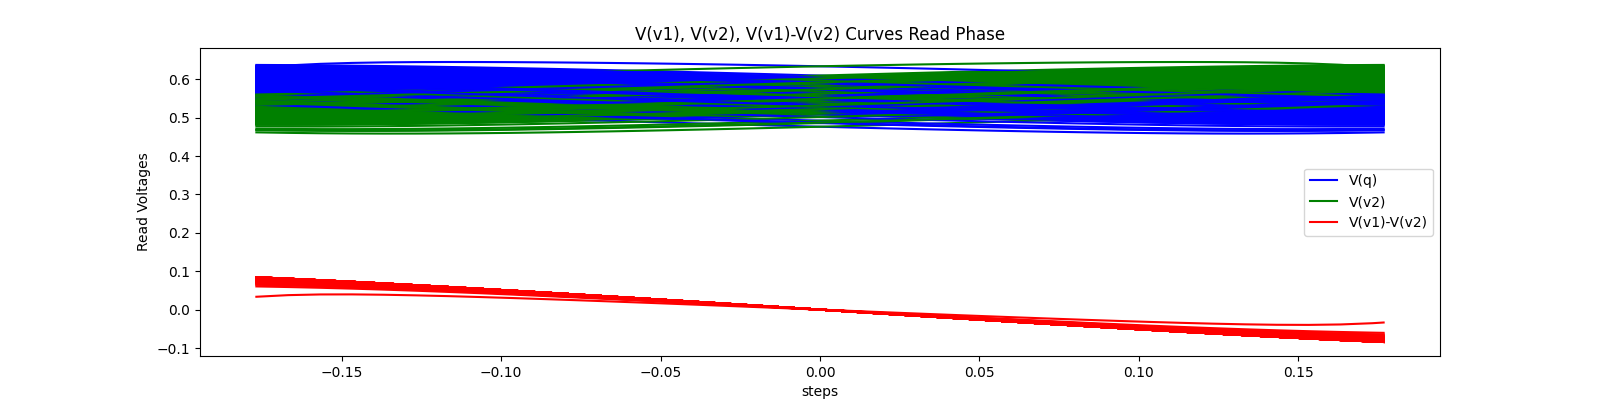 V(v1), V(v2), V(v1)-V(v2) Curves Read Phase
Read Voltages
0.6
0.5
0.4
0.3
0.2
0.1
0.0
−0.1
V(q)
V(v2)
V(v1)-V(v2)
−0.15
−0.10
−0.05
0.00
0.05
0.10
0.15
steps